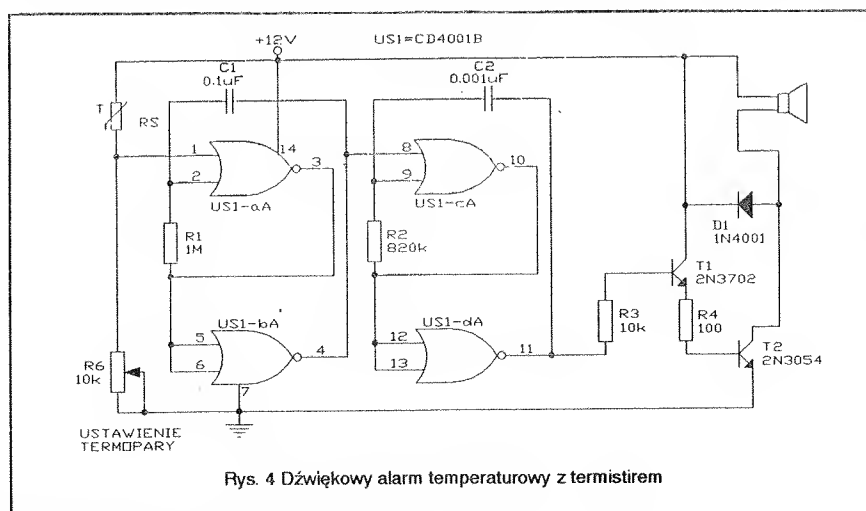 +12V
US1=CD4001B
C1
0.1uF
C2
0.001uF
T
RS
1
14
3
2
US1-aA
8
10
9
US1-cA
R1
1M
R2
820k
D1
1N4001
T1
2N3702
US1-bA
US1-dA
5
4
6
7
12
11
13
R3
10k
R4
100
T2
2N3054
R6
10k
USTAWIENIE
TERMOPARY
Rys. 4 Dźwiękowy alarm temperaturowy z termistirem